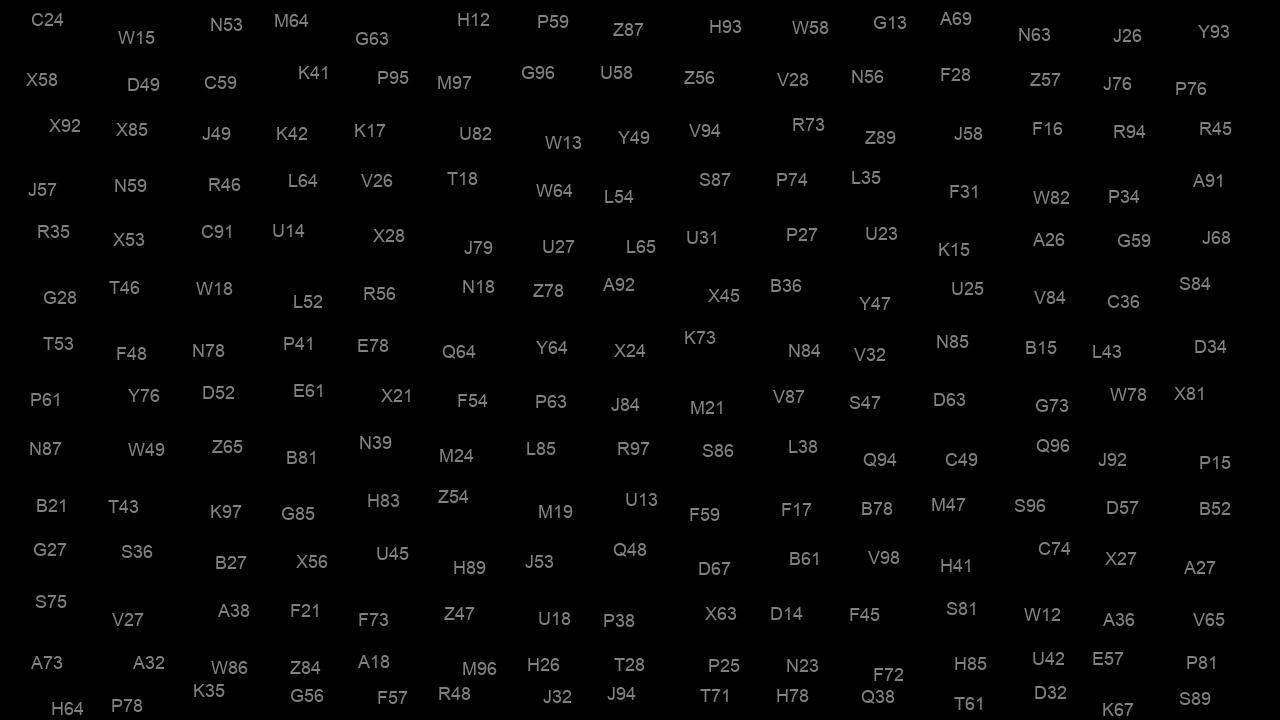 C24 W15 N53 M64 G63 H12 P59 Z87 H93 W58 G13 A69 N63 J26 Y93
X58 D49 C59 K41 P95 M97 G96 U58 Z56 V28 N56 F28 Z57 J76 P76
X92 X85 J49 K42 K17 U82 W13 Y49 V94 R73 Z89 J58 F16 R94 R45
J57 N59 R46 L64 V26 T18 W64 L54 S87 P74 L35 F31 W82 P34 A91
R35 X53 C91 U14 X28 J79 U27 L65 U31 P27 U23 K15 A26 G59 J68
G28 T46 W18 L52 R56 N18 Z78 A92 X45 B36 Y47 U25 V84 C36 S84
T53 F48 N78 P41 E78 Q64 Y64 X24 K73 N84 V32 N85 B15 L43 D34
P61 Y76 D52 E61 X21 F54 P63 J84 M21 V87 S47 D63 G73 W78 X81
N87 W49 Z65 B81 N39 M24 L85 R97 S86 L38 Q94 C49 Q96 J92 P15
B21 T43 K97 G85 H83 Z54 M19 U13 F59 F17 B78 M47 S96 D57 B52
G27 S36 B27 X56 U45 H89 J53 Q48 D67 B61 V98 H41 C74 X27 A27
S75 V27 A38 F21 F73 Z47 U18 P38 X63 D14 F45 S81 W12 A36 V65
A73 A32 W86 Z84 A18 M96 H26 T28 P25 N23 F72 H85 U42 E57 P81
H64 P78 K35 G56 F57 R48 J32 J94 T71 H78 Q38 T61 D32 K67 S89